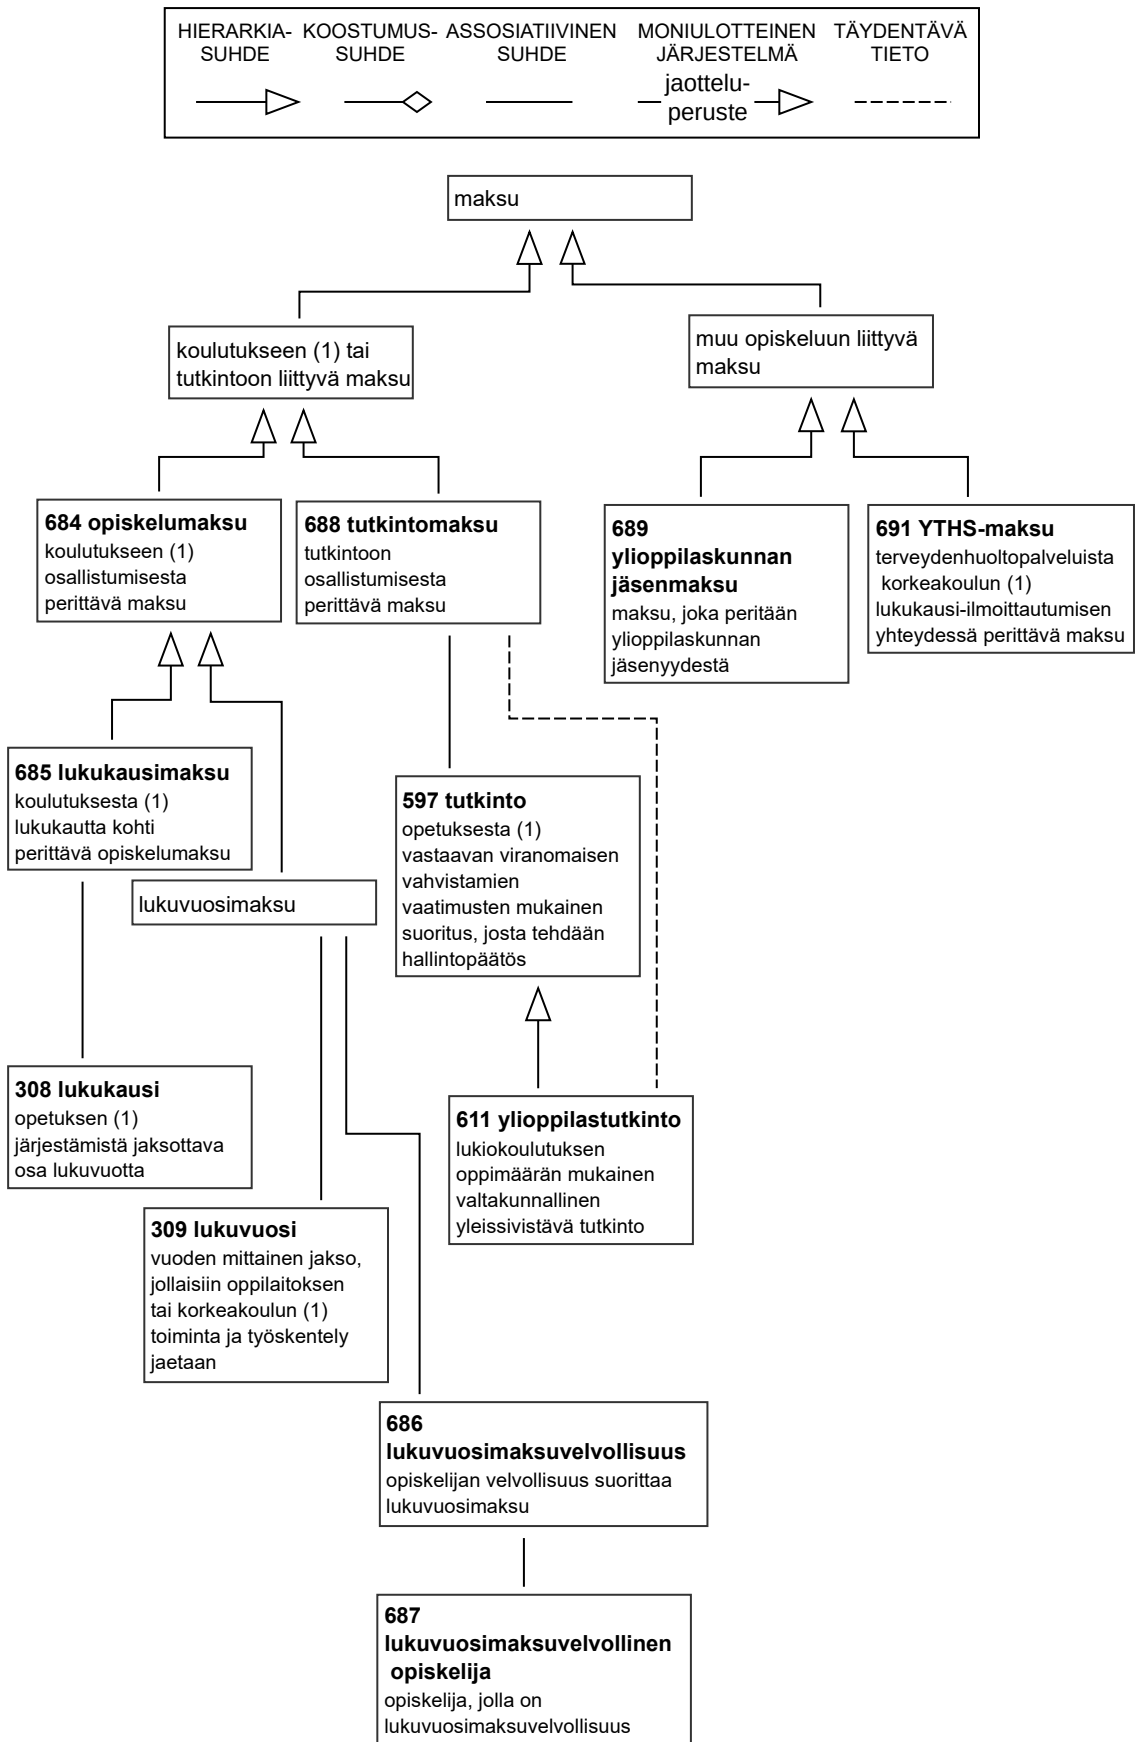 HIERARKIA-
SUHDE
KOOSTUMUS-
SUHDE
ASSOSIATIIVINEN
SUHDE
MONIULOTTEINEN
JÄRJESTELMÄ
TÄYDENTÄVÄ
TIETO
jaottelu-
peruste
maksu
koulutukseen (1) tai
tutkintoon liittyvä maksu
muu opiskeluun liittyvä
maksu
684 opiskelumaksu
koulutukseen (1)
osallistumisesta
perittävä maksu
688 tutkintomaksu
tutkintoon
osallistumisesta
perittävä maksu
689
ylioppilaskunnan
jäsenmaksu
maksu, joka peritään
ylioppilaskunnan
jäsenyydestä
691 YTHS-maksu
terveydenhuoltopalveluista
korkeakoulun (1)
lukukausi-ilmoittautumisen
yhteydessä perittävä maksu
685 lukukausimaksu
koulutuksesta (1)
lukukautta kohti
perittävä opiskelumaksu
lukuvuosimaksu
597 tutkinto
opetuksesta (1)
vastaavan viranomaisen
vahvistamien
vaatimusten mukainen
suoritus, josta tehdään
hallintopäätös
308 lukukausi
opetuksen (1)
järjestämistä jaksottava
osa lukuvuotta
611 ylioppilastutkinto
lukiokoulutuksen
oppimäärän mukainen
valtakunnallinen
yleissivistävä tutkinto
309 lukuvuosi
vuoden mittainen jakso,
jollaisiin oppilaitoksen
tai korkeakoulun (1)
toiminta ja työskentely
jaetaan
686
lukuvuosimaksuvelvollisuus
opiskelijan velvollisuus suorittaa
lukuvuosimaksu
687
lukuvuosimaksuvelvollinen
opiskelija
opiskelija, jolla on
lukuvuosimaksuvelvollisuus